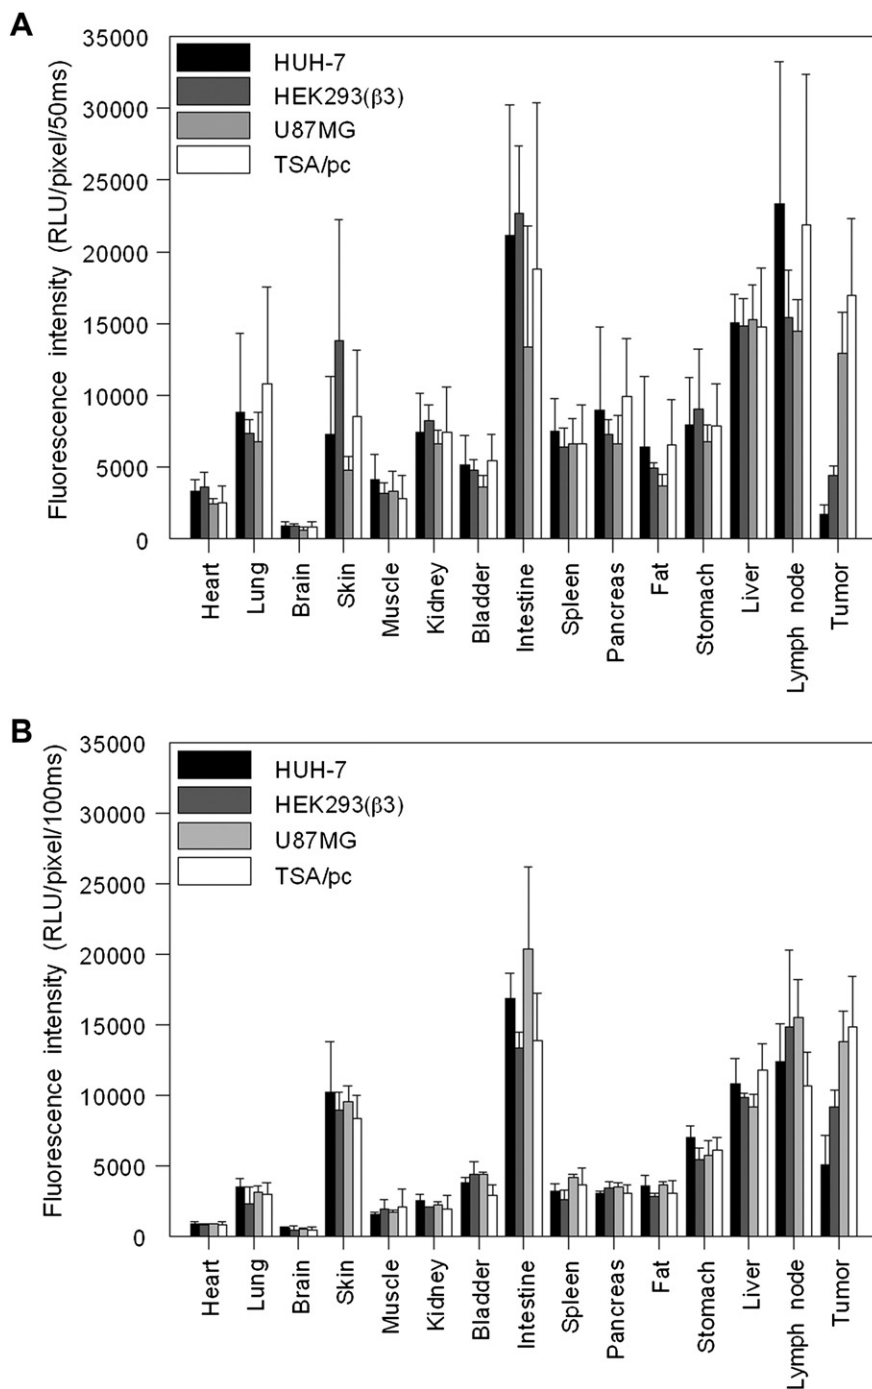 A
Fluorescence intensity (RLU/pixel/50ms)
35000
30000
25000
20000
15000
10000
5000
0
HUH-7
HEK293(β3)
U87MG
TSA/pc
Heart
Lung
Brain
Skin
Muscle
Kidney
Bladder
Intestine
Spleen
Pancreas
Fat
Stomach
Liver
Lymph node
Tumor
B
Fluorescence intensity (RLU/pixel/100ms)
35000
30000
25000
20000
15000
10000
5000
0
HUH-7
HEK293(β3)
U87MG
TSA/pc
Heart
Lung
Brain
Skin
Muscle
Kidney
Bladder
Intestine
Spleen
Pancreas
Fat
Stomach
Liver
Lymph node
Tumor